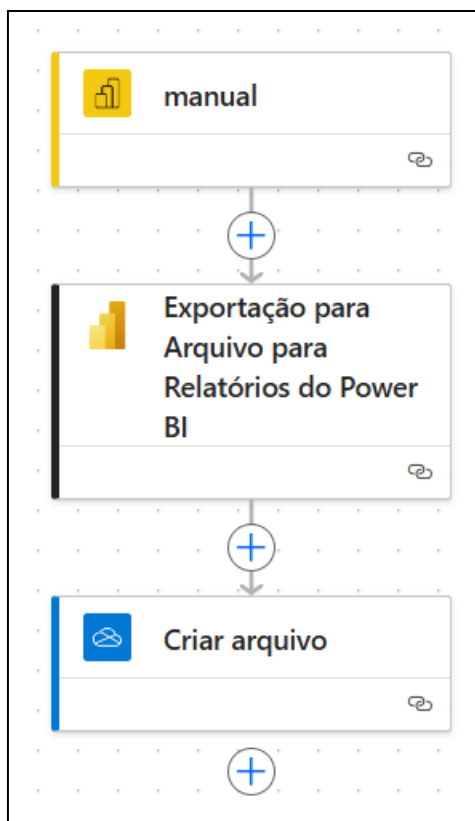 manual
Exportação para
Arquivo para
Relatórios do Power
BI
Criar arquivo